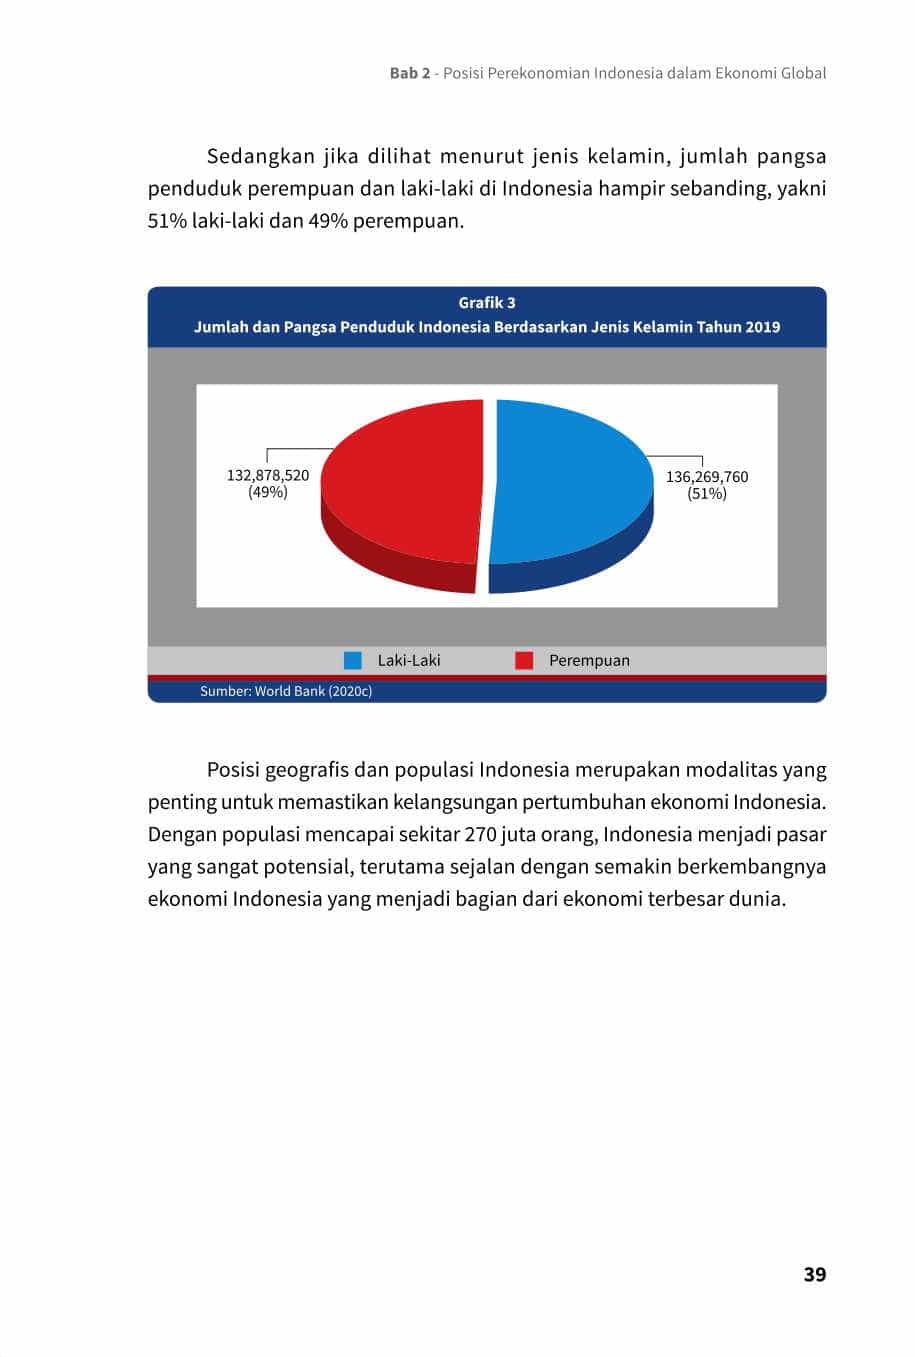 Bab 2 - Posisi Perekonomian Indonesia dalam Ekonomi Global
Sedangkan jika dilihat menurut jenis kelamin, jumlah pangsa
penduduk perempuan dan laki-laki di Indonesia hampir sebanding, yakni
51% laki-laki dan 49% perempuan.
Grafik 3
Jumlah dan Pangsa Penduduk Indonesia Berdasarkan Jenis Kelamin Tahun 2019
132,878,520
(49%)
136,269,760
(51%)
Laki-Laki
Perempuan
Sumber: World Bank (2020c)
Posisi geografis dan populasi Indonesia merupakan modalitas yang
penting untuk memastikan kelangsungan pertumbuhan ekonomi Indonesia.
Dengan populasi mencapai sekitar 270 juta orang, Indonesia menjadi pasar
yang sangat potensial, terutama sejalan dengan semakin berkembangnya
ekonomi Indonesia yang menjadi bagian dari ekonomi terbesar dunia.
39